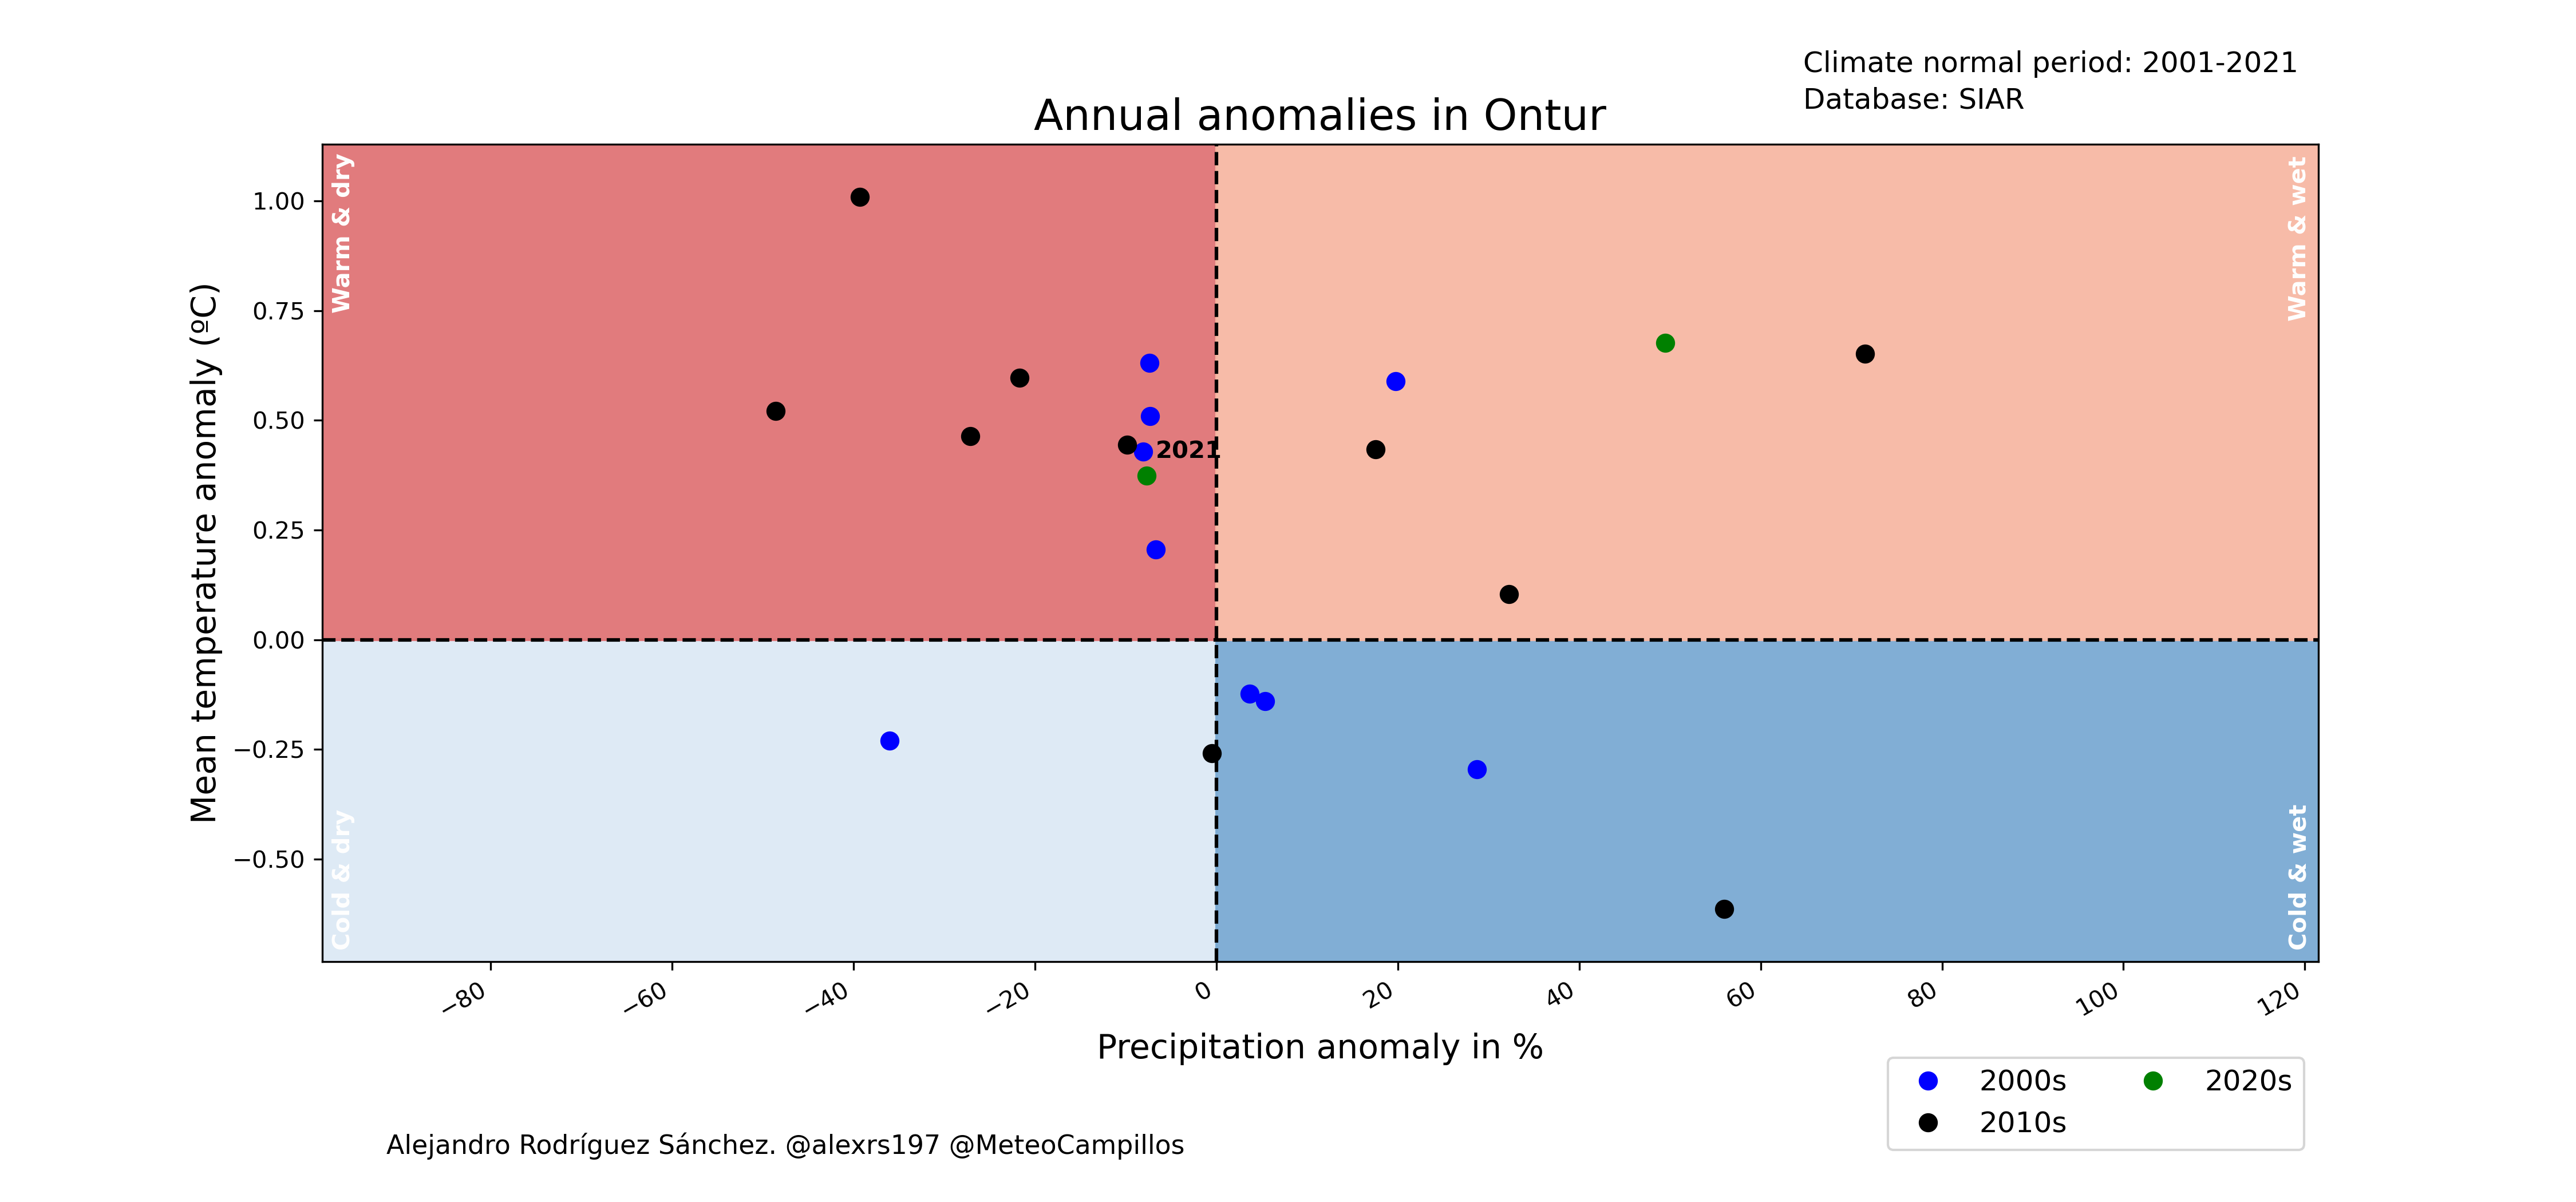 Climate normal period: 2001-2021
Database: SIAR
Annual anomalies in Ontur
Warm & dry
Warm & wet
1.00
0.75
0.50
0.25
0.00
−0.25
−0.50
Mean temperature anomaly (ºC)
2021
Cold & dry
Cold & wet
−80
−60
−40
−20
0
20
40
60
80
100
120
Precipitation anomaly in %
2000s
2010s
2020s
Alejandro Rodríguez Sánchez. @alexrs197 @MeteoCampillos